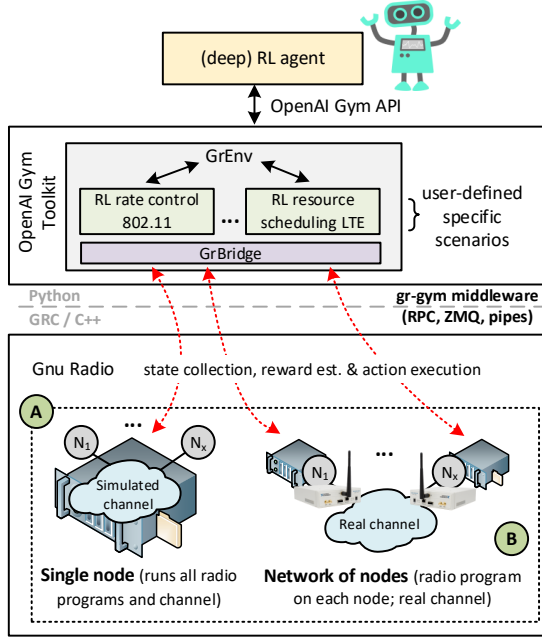 (deep) RL agent
OpenAI Gym API
OpenAI Gym
Toolkit
GrEnv
RL rate control
802.11
...
RL resource
scheduling LTE
GrBridge
user-defined
specific
scenarios
Python
GRC / C++
gr-gym middleware
(RPC, ZMQ, pipes)
Gnu Radio
state collection, reward est. & action execution
A
...
N1
Nx
Simulated
channel
Single node (runs all radio
programs and channel)
...
N1
Nx
Real channel
B
Network of nodes (radio program
on each node; real channel)